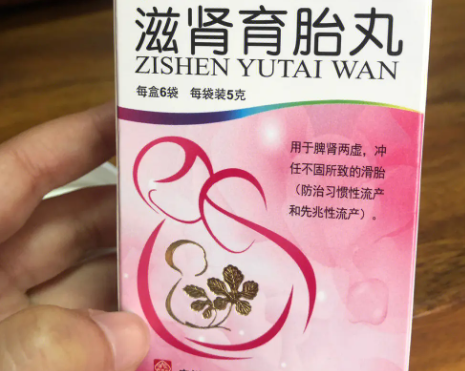 滋肾育胎丸
ZISHEN YUTAI WAN
每盒6袋 每袋装5克
用于脾肾两虚，冲
任不固所致的滑胎
（防治习惯性流产
和先兆性流产）。